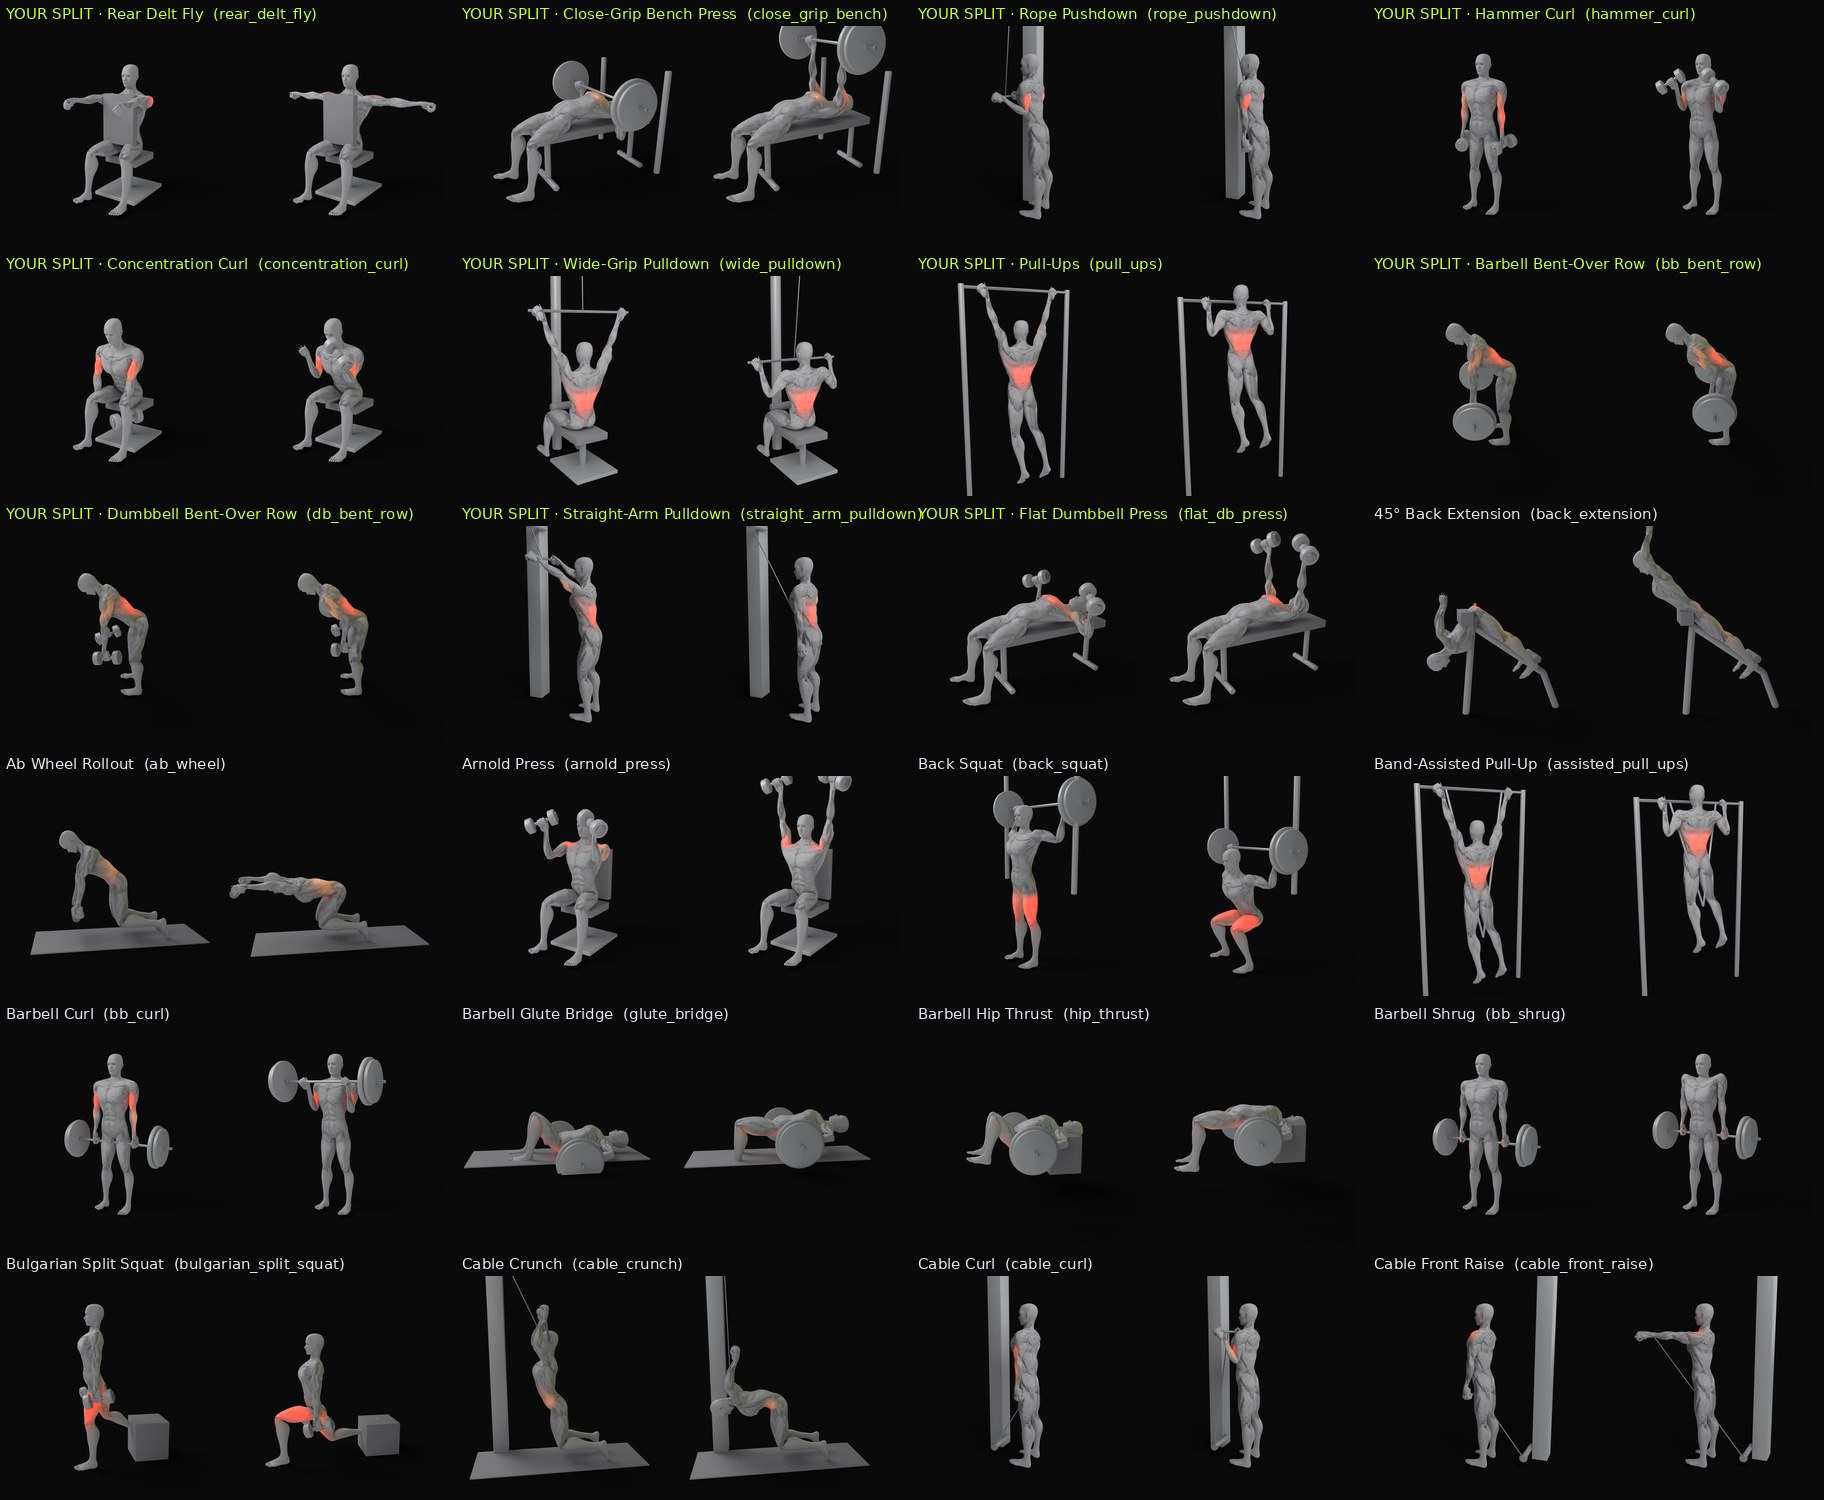 YOUR SPLIT · Rear Delt Fly (rear_delt_fly)
YOUR SPLIT · Close-Grip Bench Press (close_grip_bench)
YOUR SPLIT · Rope Pushdown (rope_pushdown)
YOUR SPLIT · Hammer Curl (hammer_curl)
YOUR SPLIT · Concentration Curl (concentration_curl)
YOUR SPLIT · Wide-Grip Pulldown (wide_pulldown)
YOUR SPLIT · Pull-Ups (pull_ups)
YOUR SPLIT · Barbell Bent-Over Row (bb_bent_row)
YOUR SPLIT · Dumbbell Bent-Over Row (db_bent_row)
YOUR SPLIT · Straight-Arm Pulldown (straight_arm_pulldown)
YOUR SPLIT · Flat Dumbbell Press (flat_db_press)
45° Back Extension (back_extension)
Ab Wheel Rollout (ab_wheel)
Arnold Press (arnold_press)
Back Squat (back_squat)
Band-Assisted Pull-Up (assisted_pull_ups)
Barbell Curl (bb_curl)
Barbell Glute Bridge (glute_bridge)
Barbell Hip Thrust (hip_thrust)
Barbell Shrug (bb_shrug)
Bulgarian Split Squat (bulgarian_split_squat)
Cable Crunch (cable_crunch)
Cable Curl (cable_curl)
Cable Front Raise (cable_front_raise)